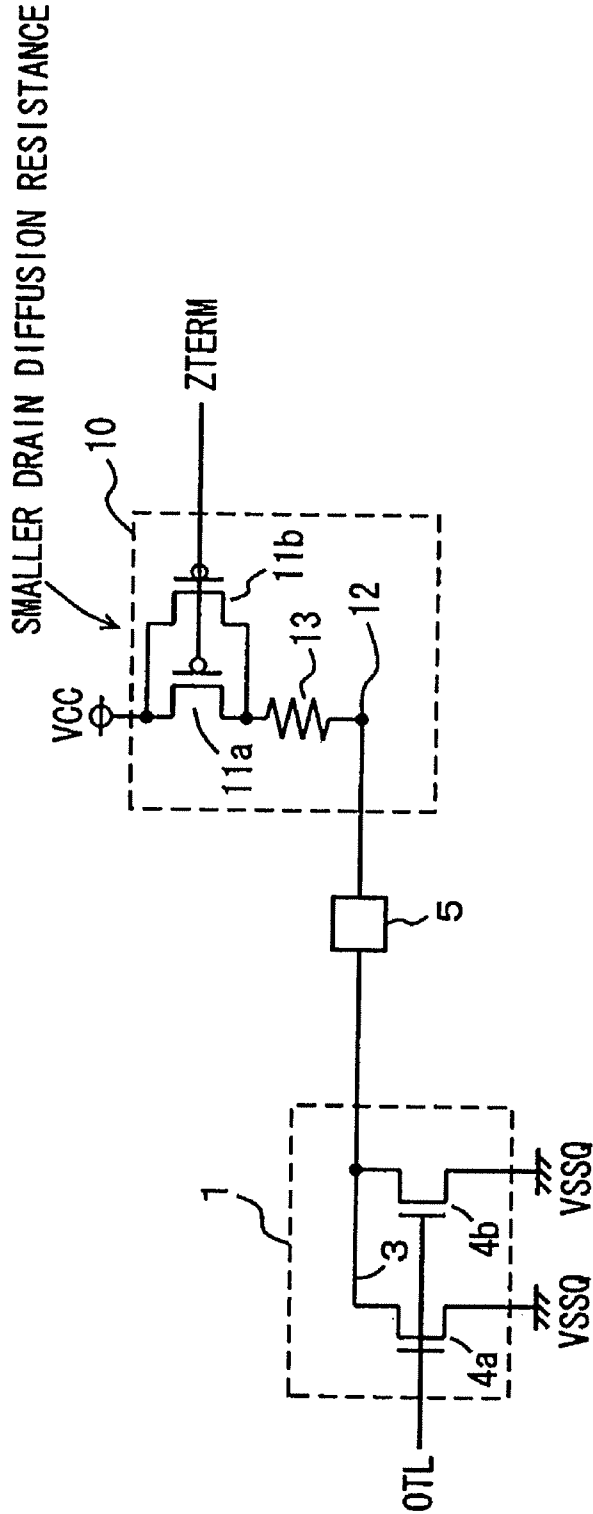 SMALLER DRAIN DIFFUSION RESISTANCE
10
VCC
ZTERM
11a
11b
13
12
5
1
3
OTL
4a
4b
VSSQ
VSSQ